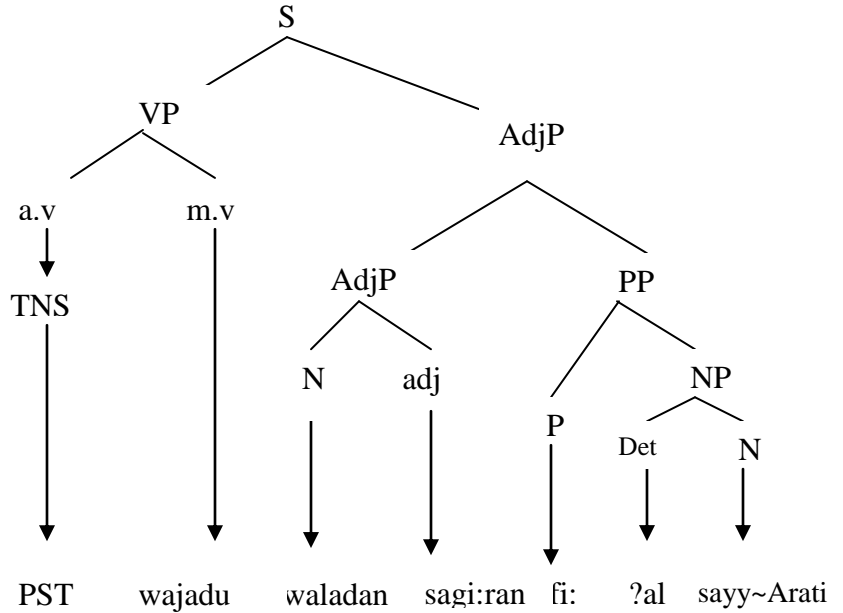 S
VP
AdjP
a.v m.v
AdjP PP
TNS
N adj NP
P Det N
PST wajadu waladan sagi:ran fi: ?al sayy~Arati